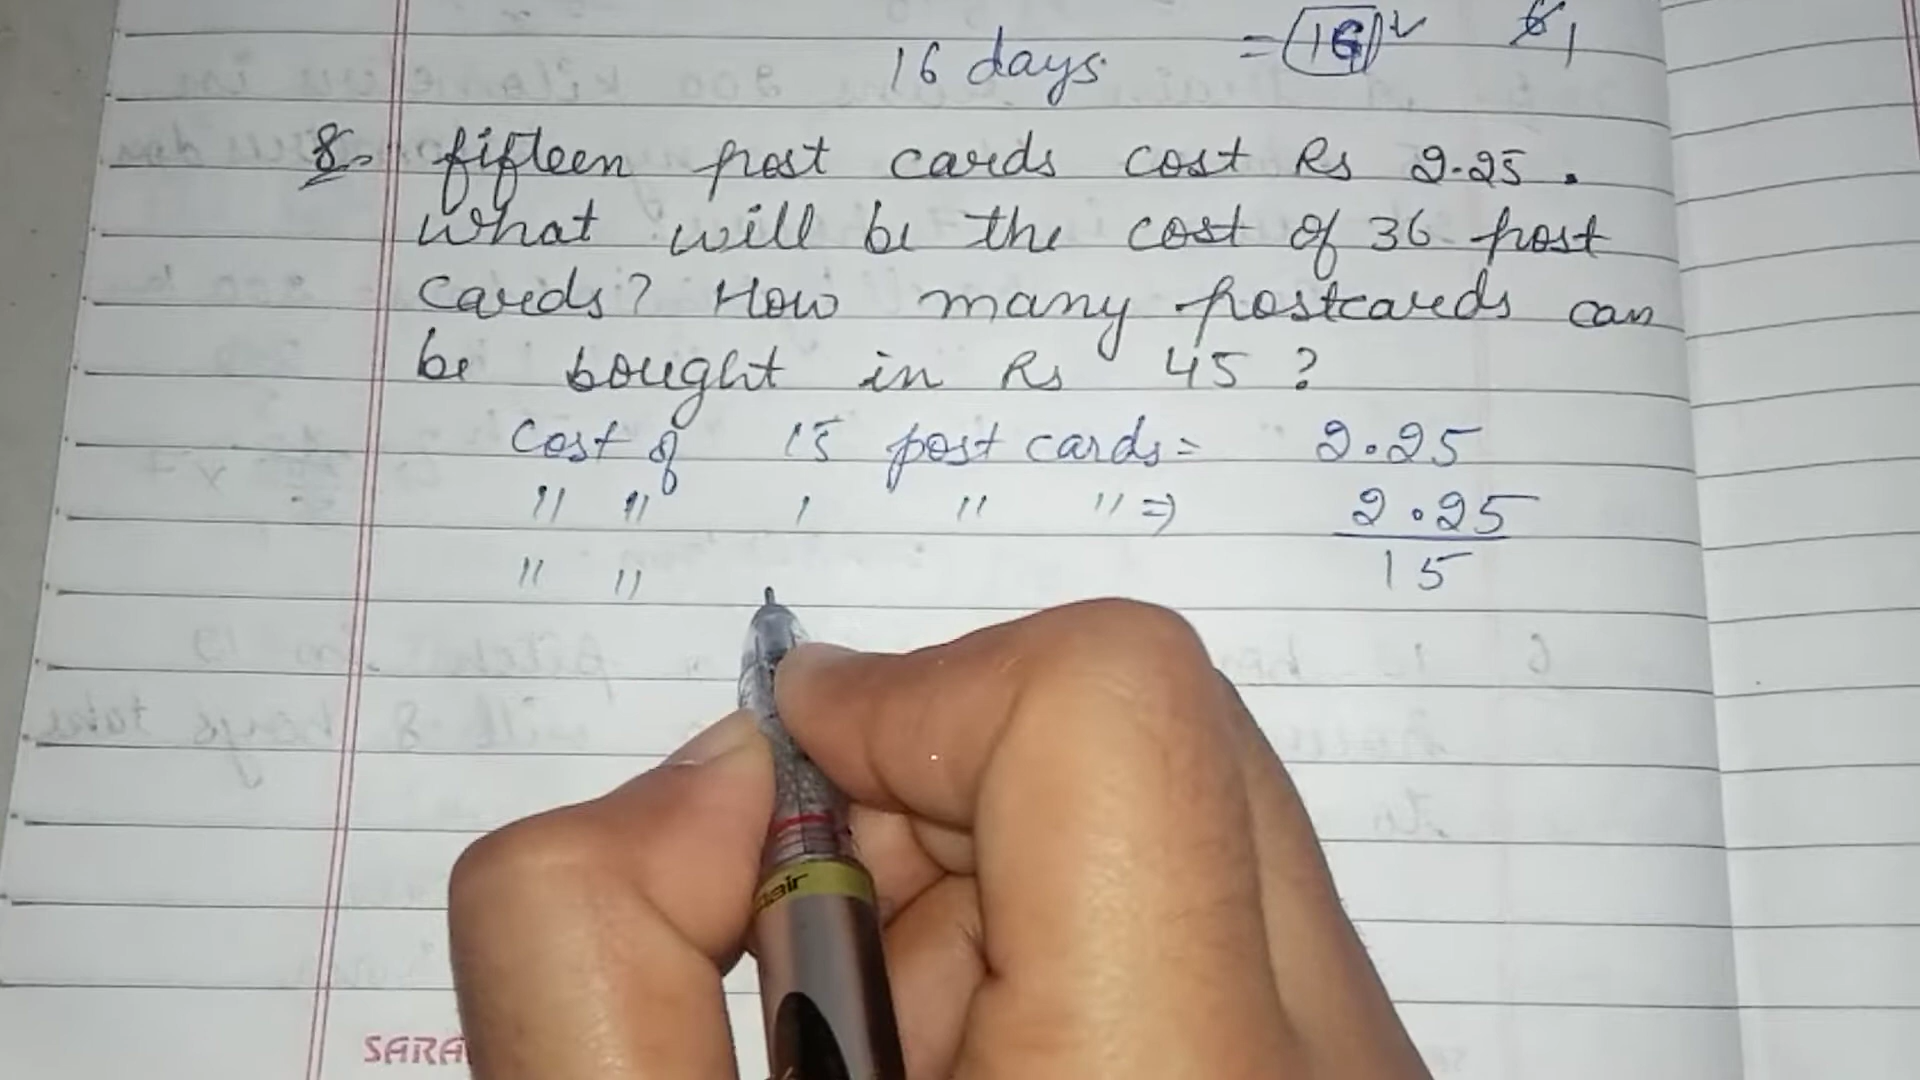 16 days = 16
8. fifteen post cards cost Rs 2.25.
What will be the cost of 36 post
cards? How many postcards can
be bought in Rs 45?
Cost of 15 post cards = 2.25
" " 1 " " ⇒ 2.25
15
" "
SARA